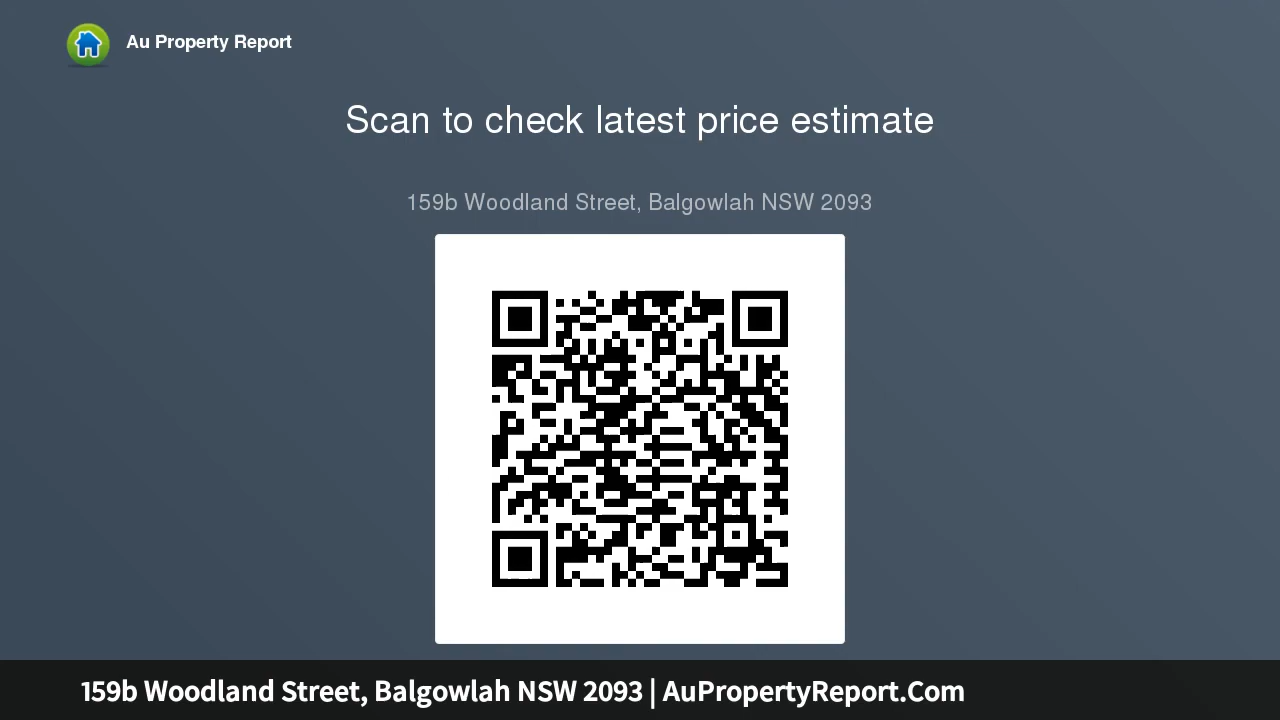 Au Property Report
Scan to check latest price estimate
159b Woodland Street, Balgowlah NSW 2093
159b Woodland Street, Balgowlah NSW 2093 | AuPropertyReport.Com